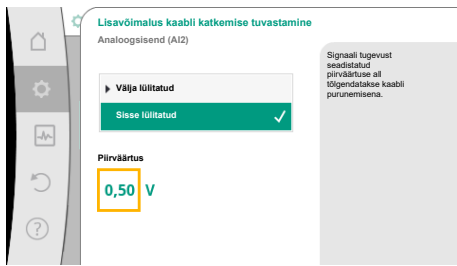 Lisavõimalus kaabli katkemise tuvastamine
Analoogsisend (AI2)
Signaali tugevust
seadistatud
piirväärtuse all
tõlgendatakse kaabli
purunemisena.
Välja lülitatud
Sisse lülitatud
Piirväärtus
0,50 V